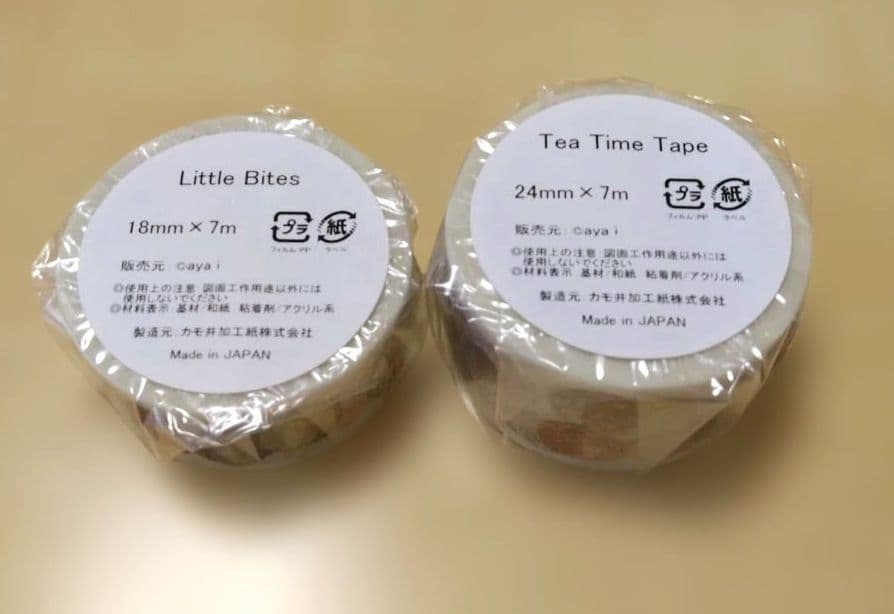 Little Bites
18mm×7m
プラ 紙
フィルム:PP ラベル
販売元：©aya i
◎使用上の注意 図画工作用途以外には
使用しないでください
◎材料表示 基材/和紙 粘着剤/アクリル系
製造元：カモ井加工紙株式会社
Made in JAPAN
Tea Time Tape
24mm×7m
プラ 紙
フィルム:PP ラベル
販売元：©aya i
◎使用上の注意 図画工作用途以外には
使用しないでください
◎材料表示 基材/和紙 粘着剤/アクリル系
製造元：カモ井加工紙株式会社
Made in JAPAN